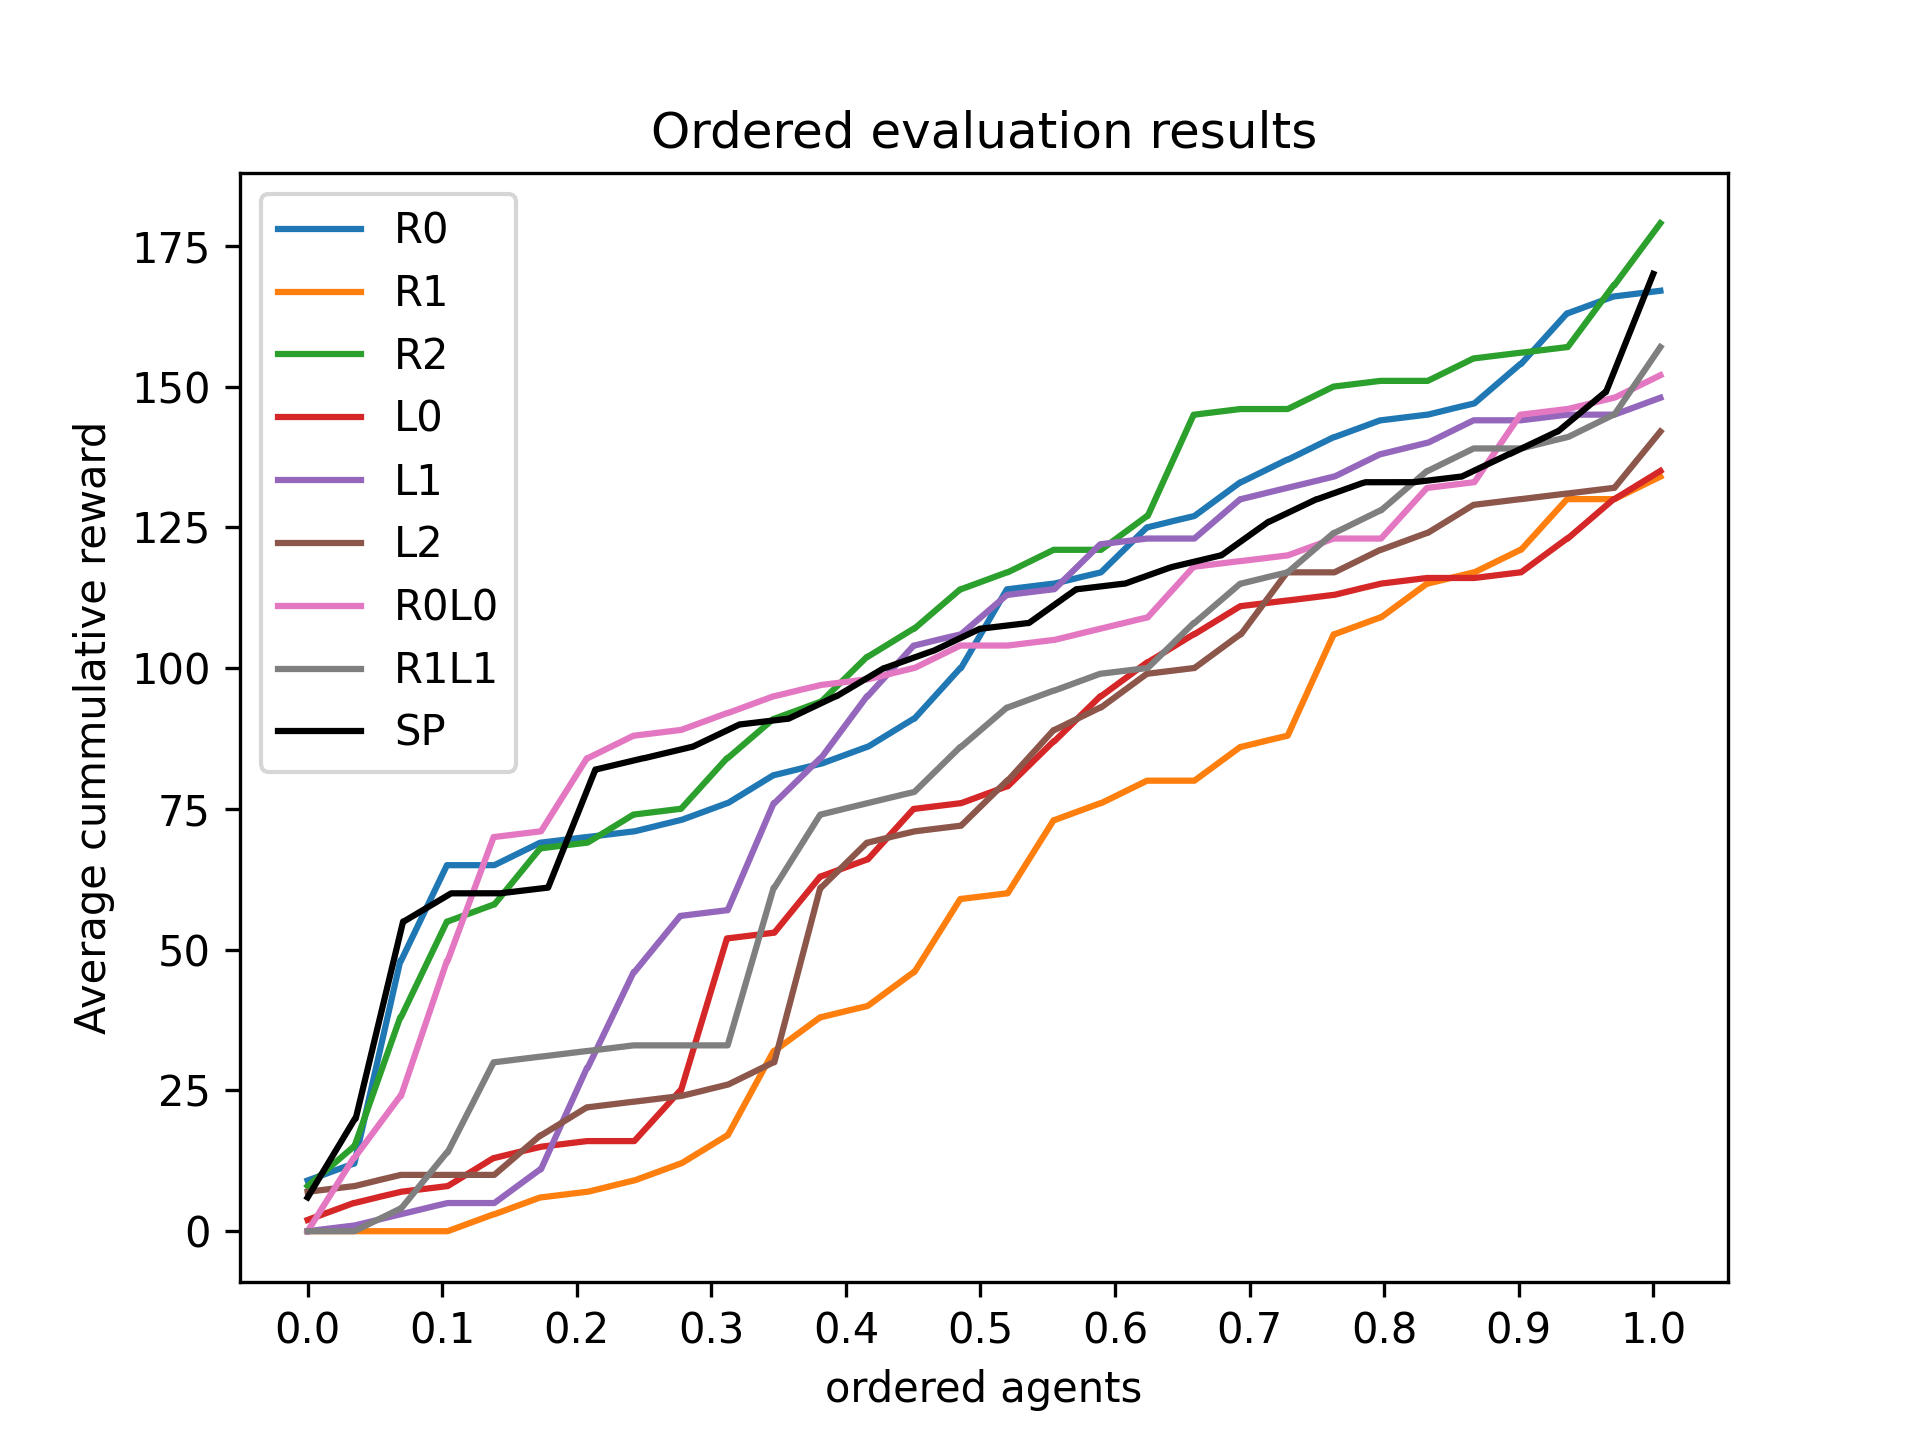 Ordered evaluation results
Average cummulative reward
175
150
125
100
75
50
25
0
R0
R1
R2
L0
L1
L2
R0L0
R1L1
SP
0.0 0.1 0.2 0.3 0.4 0.5 0.6 0.7 0.8 0.9 1.0
ordered agents